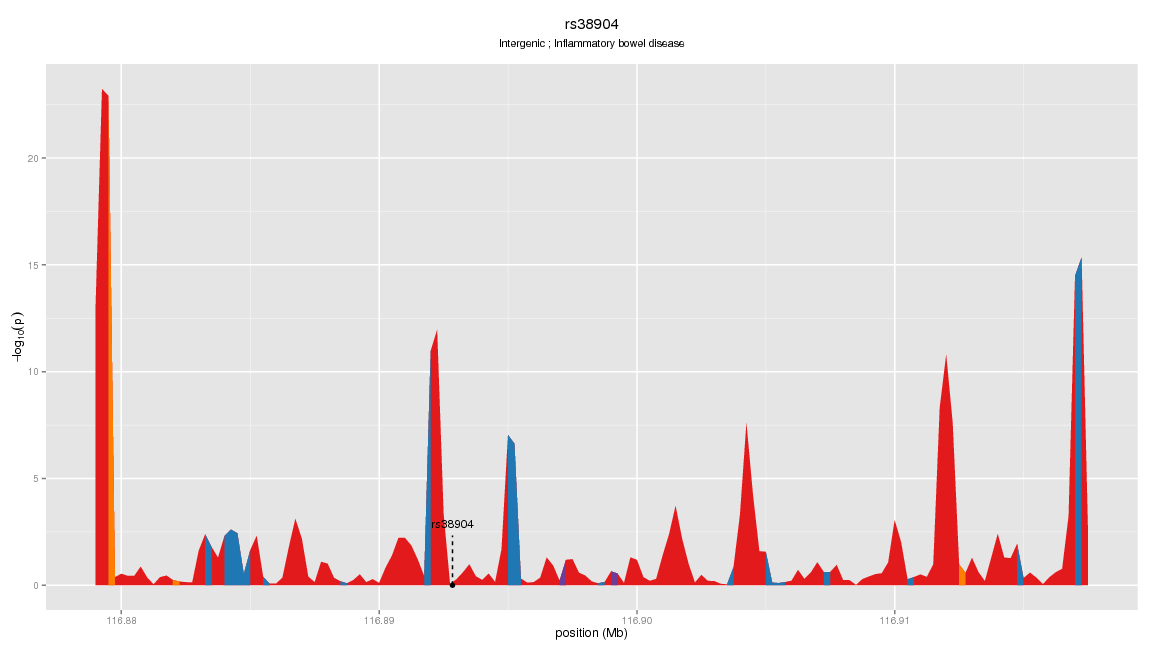 rs38904
Intergenic ; Inflammatory bowel disease
−log10(p)
20
15
10
5
0
rs38904
116.88 116.89 116.90 116.91
position (Mb)